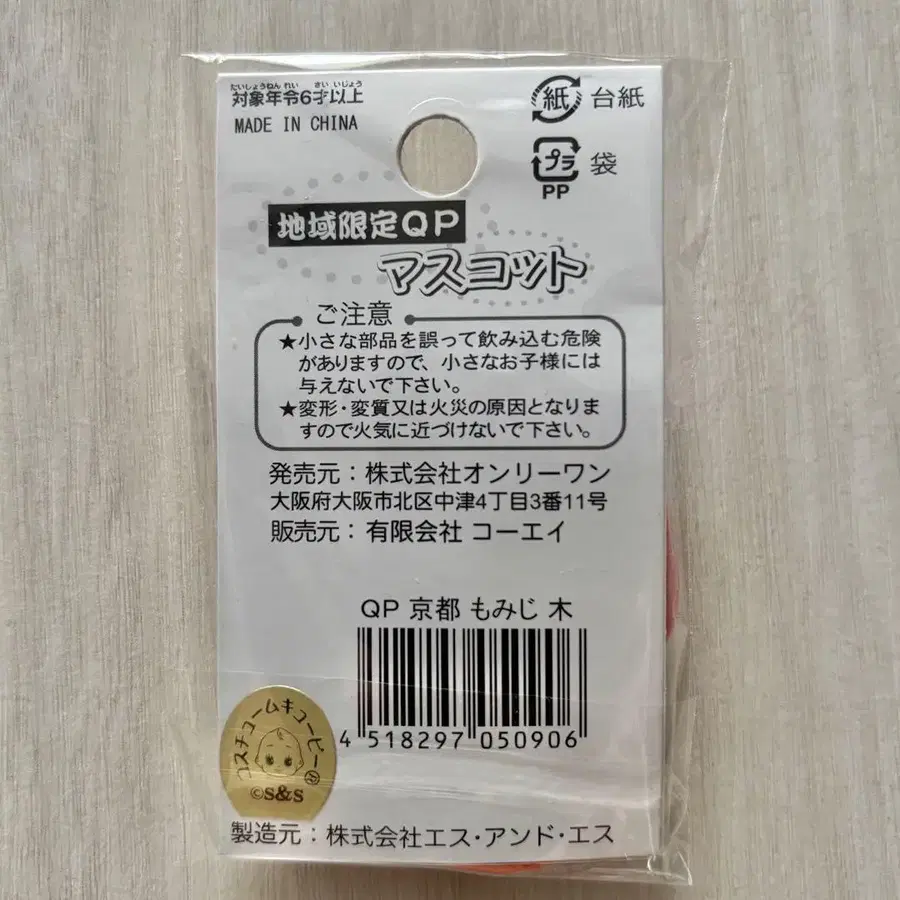 たいしょうねんれい さい いじょう
対象年令6才以上
MADE IN CHINA
紙 台紙
プラ 袋
PP
地域限定QP
マスコット
ご注意
★小さな部品を誤って飲み込む危険
がありますので、小さなお子様には
与えないで下さい。
★変形・変質又は火災の原因となりま
すので火気に近づけないで下さい。
発売元：株式会社オンリーワン
大阪府大阪市北区中津4丁目3番11号
販売元：有限会社 コーエイ
QP 京都 もみじ 木
4 518297 050906
コスチュームキューピー®
©S&S
製造元：株式会社エス・アンド・エス